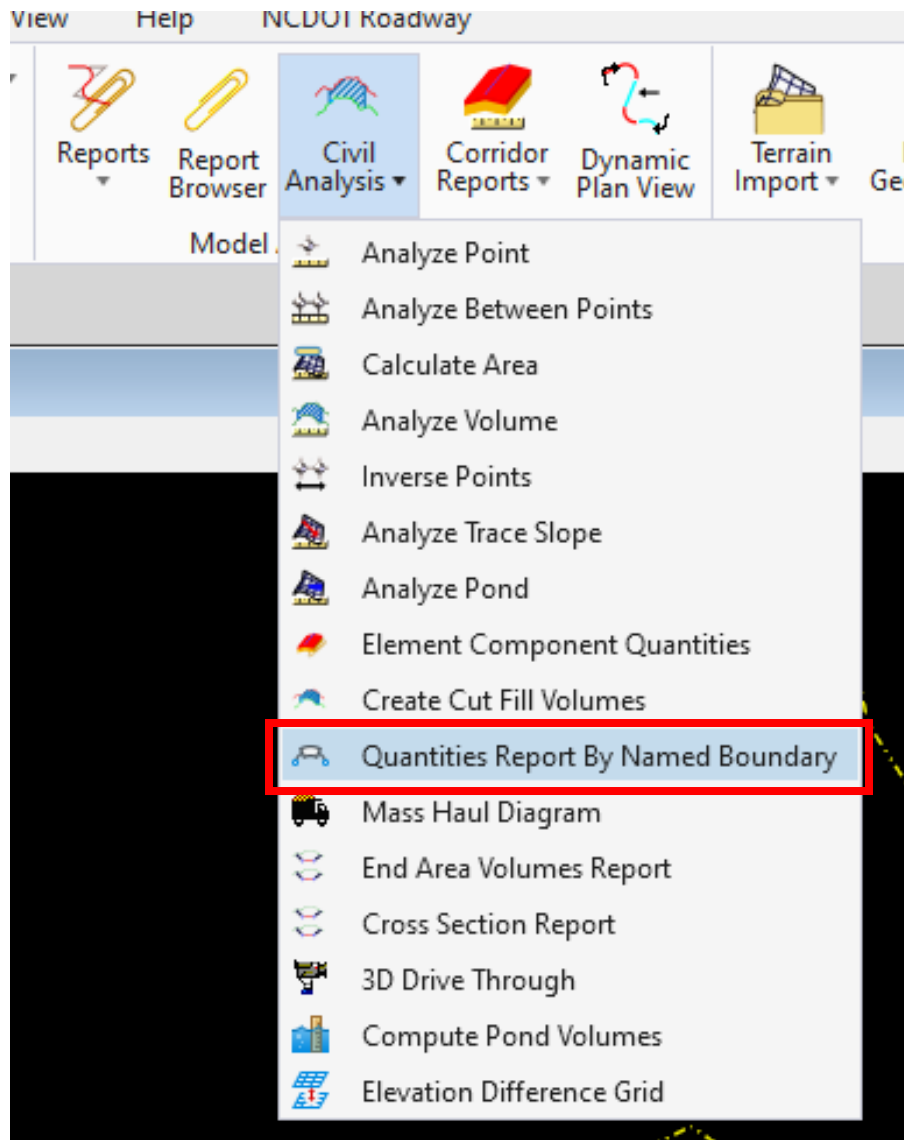 View Help NCDOT Roadway
Reports
Report
Browser
Civil
Analysis
Corridor
Reports
Dynamic
Plan View
Terrain
Import
Model
Analyze Point
Analyze Between Points
Calculate Area
Analyze Volume
Inverse Points
Analyze Trace Slope
Analyze Pond
Element Component Quantities
Create Cut Fill Volumes
Quantities Report By Named Boundary
Mass Haul Diagram
End Area Volumes Report
Cross Section Report
3D Drive Through
Compute Pond Volumes
Elevation Difference Grid